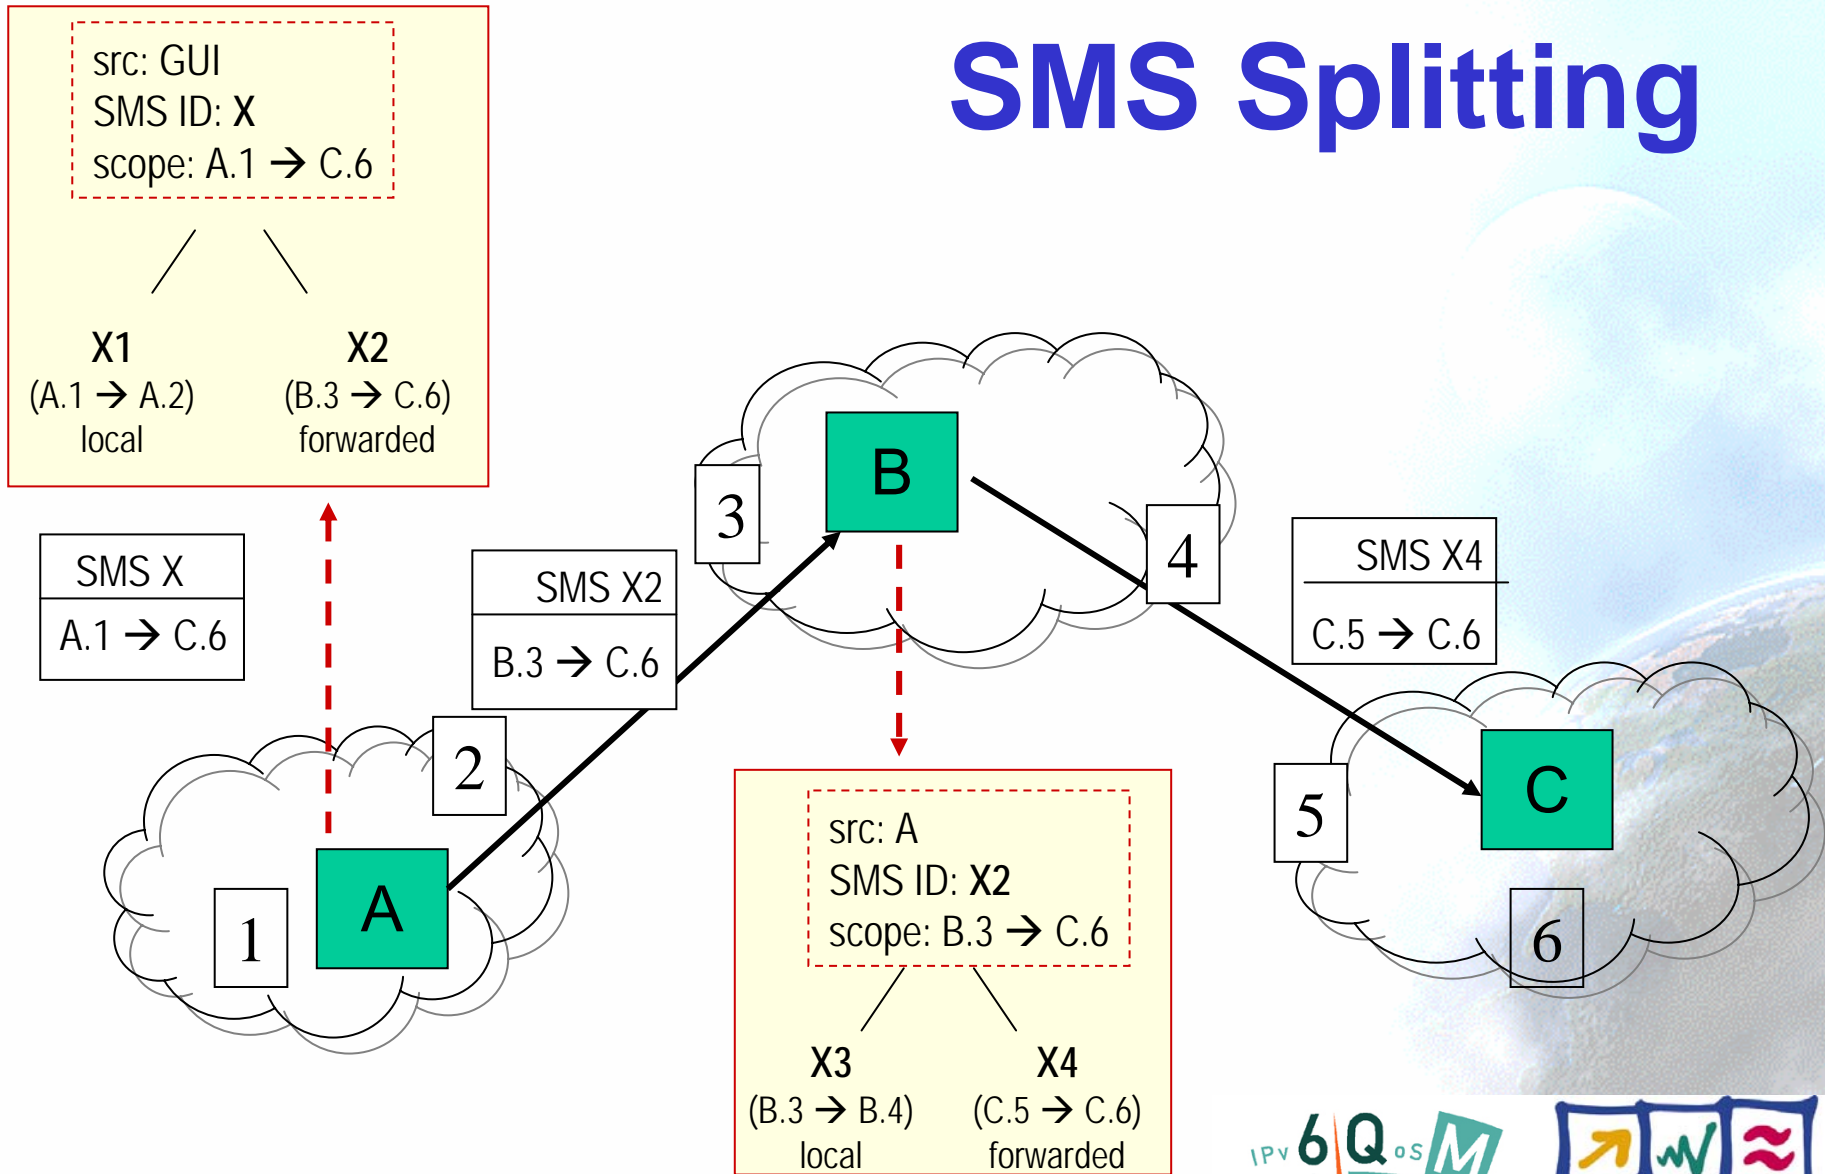 SMS Splitting
src: GUI
SMS ID: X
scope: A.1 → C.6
X1
(A.1 → A.2)
local
X2
(B.3 → C.6)
forwarded
SMS X
A.1 → C.6
SMS X2
B.3 → C.6
3
B
4
SMS X4
C.5 → C.6
2
1
A
5
C
6
src: A
SMS ID: X2
scope: B.3 → C.6
X3
(B.3 → B.4)
local
X4
(C.5 → C.6)
forwarded
IPv6 QoS M